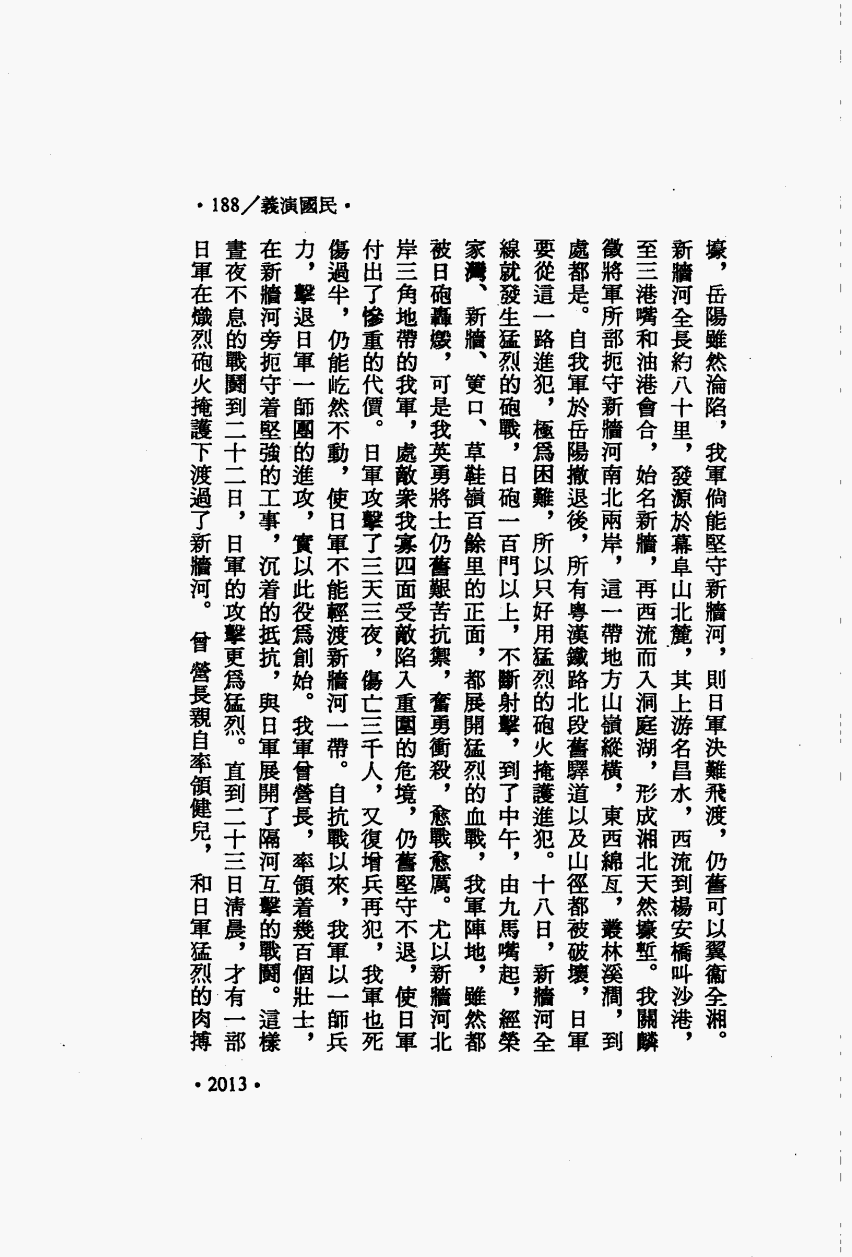 ·188／義演國民·
壕，岳陽雖然淪陷，我軍倘能堅守新牆河，則日軍決難飛渡，仍舊可以翼衞全湘。
新牆河全長約八十里，發源於幕阜山北麓，其上游名昌水，西流到楊安橋叫沙港，
至三港嘴和油港會合，始名新牆，再西流而入洞庭湖，形成湘北天然壕塹。我關麟
徵將軍所部扼守新牆河南北兩岸，這一帶地方山嶺縱橫，東西綿亙，叢林溪澗，到
處都是。自我軍於岳陽撤退後，所有粵漢鐵路北段舊驛道以及山徑都被破壞，日軍
要從這一路進犯，極爲困難，所以只好用猛烈的砲火掩護進犯。十八日，新牆河全
線就發生猛烈的砲戰，日砲一百門以上，不斷射擊，到了中午，由九馬嘴起，經榮
家灣、新牆、筻口、草鞋嶺百餘里的正面，都展開猛烈的血戰，我軍陣地，雖然都
被日砲轟燬，可是我英勇將士仍舊艱苦抗禦，奮勇衝殺，愈戰愈厲。尤以新牆河北
岸三角地帶的我軍，處敵衆我寡四面受敵陷入重圍的危境，仍舊堅守不退，使日軍
付出了慘重的代價。日軍攻擊了三天三夜，傷亡三千人，又復增兵再犯，我軍也死
傷過半，仍能屹然不動，使日軍不能輕渡新牆河一帶。自抗戰以來，我軍以一師兵
力，擊退日軍一師團的進攻，實以此役爲創始。我軍曾營長，率領着幾百個壯士，
在新牆河旁扼守着堅強的工事，沉着的抵抗，與日軍展開了隔河互擊的戰鬭。這樣
晝夜不息的戰鬭到二十二日，日軍的攻擊更爲猛烈。直到二十三日淸晨，才有一部
日軍在熾烈砲火掩護下渡過了新牆河。曾營長親自率領健兒，和日軍猛烈的肉搏
·2013·